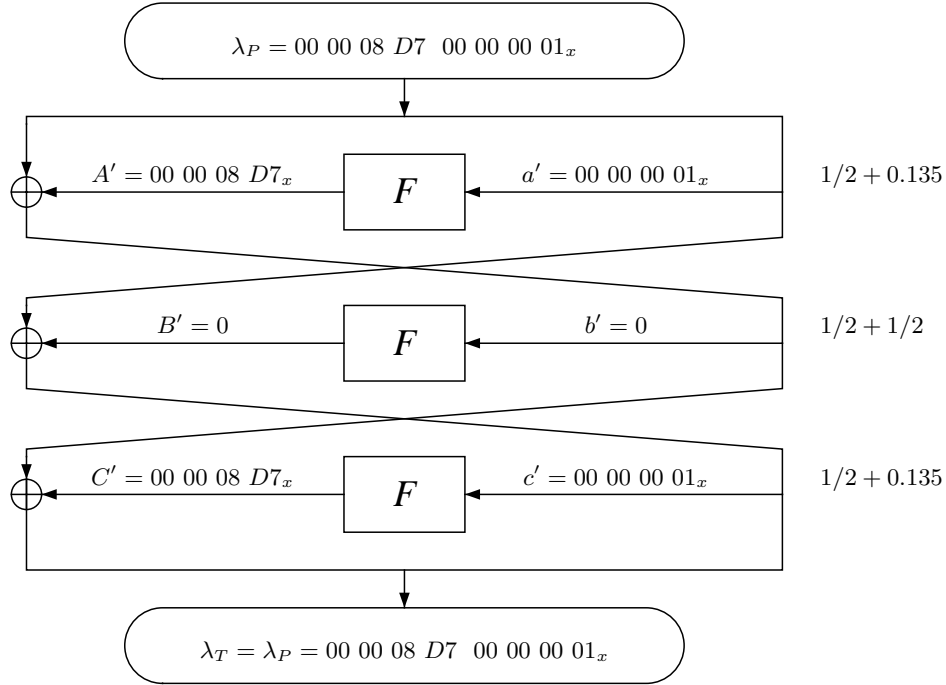 λ_P = 00 00 08 D7 00 00 00 01_x
A′ = 00 00 08 D7_x F a′ = 00 00 00 01_x 1/2 + 0.135
B′ = 0 F b′ = 0 1/2 + 1/2
C′ = 00 00 08 D7_x F c′ = 00 00 00 01_x 1/2 + 0.135
λ_T = λ_P = 00 00 08 D7 00 00 00 01_x